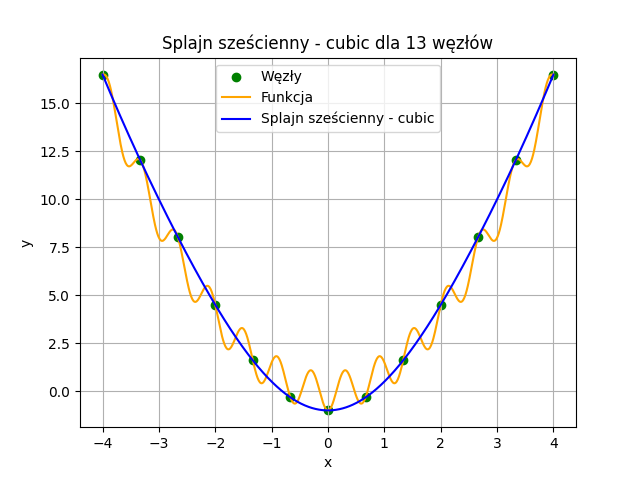 Splajn sześcienny - cubic dla 13 węzłów
Węzły
Funkcja
Splajn sześcienny - cubic
15.0
12.5
10.0
7.5
5.0
2.5
0.0
y
−4 −3 −2 −1 0 1 2 3 4
x